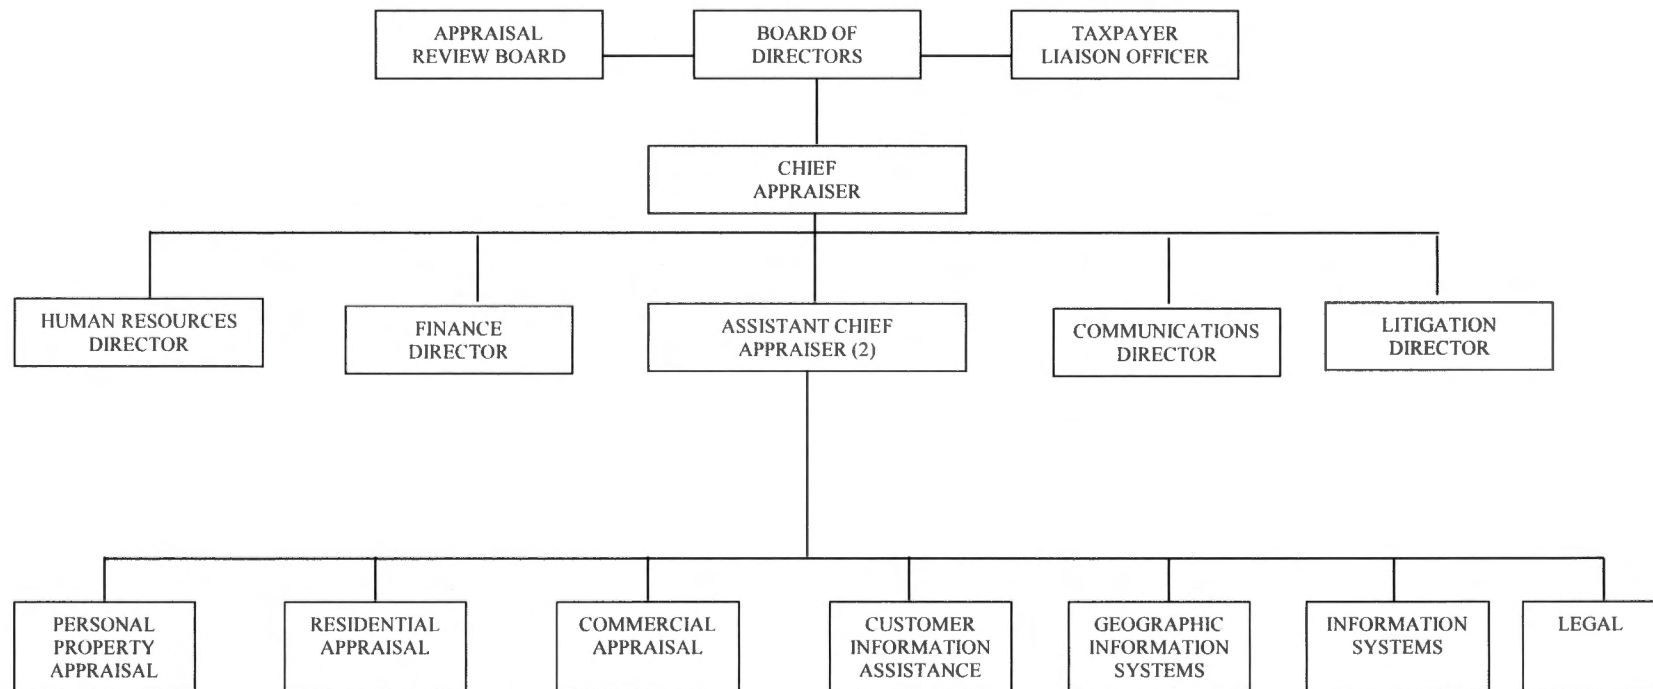 APPRAISAL
REVIEW BOARD
BOARD OF
DIRECTORS
TAXPAYER
LIAISON OFFICER
CHIEF
APPRAISER
HUMAN RESOURCES
DIRECTOR
FINANCE
DIRECTOR
ASSISTANT CHIEF
APPRAISER (2)
COMMUNICATIONS
DIRECTOR
LITIGATION
DIRECTOR
PERSONAL
PROPERTY
APPRAISAL
RESIDENTIAL
APPRAISAL
COMMERCIAL
APPRAISAL
CUSTOMER
INFORMATION
ASSISTANCE
GEOGRAPHIC
INFORMATION
SYSTEMS
INFORMATION
SYSTEMS
LEGAL